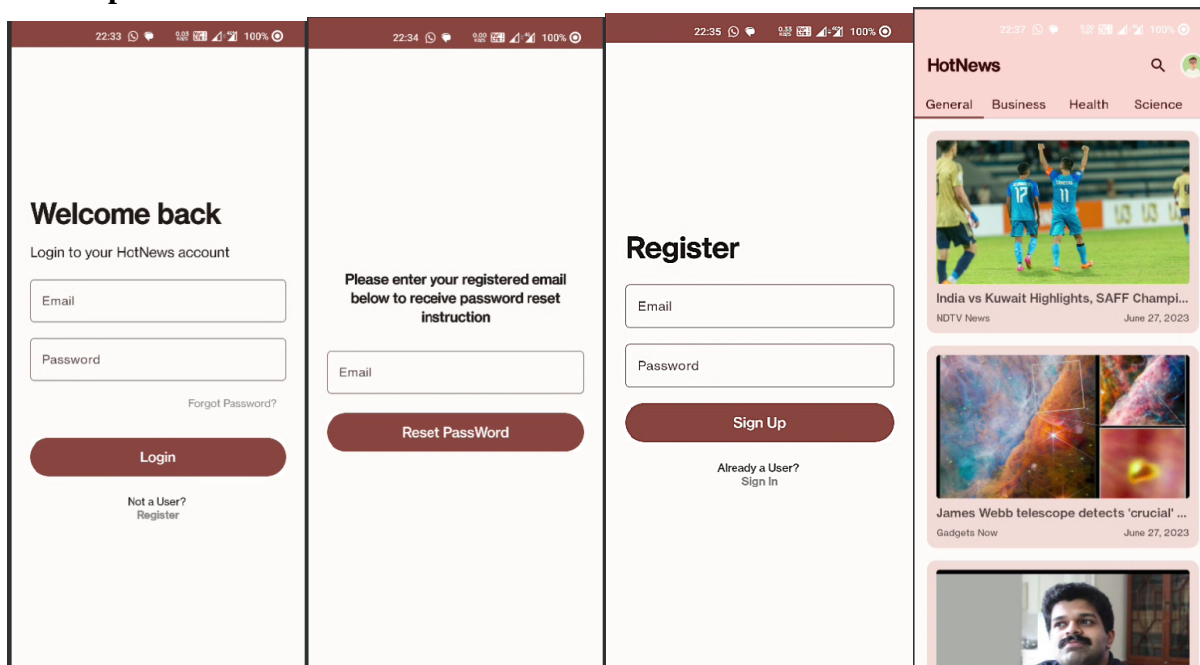 22:33 100%
Welcome back
Login to your HotNews account
Email
Password
Forgot Password?
Login
Not a User?
Register
22:34 100%
Please enter your registered email
below to receive password reset
instruction
Email
Reset PassWord
22:35 100%
Register
Email
Password
Sign Up
Already a User?
Sign In
22:37 100%
HotNews
General Business Health Science
17 11
India vs Kuwait Highlights, SAFF Champi...
NDTV News June 27, 2023
James Webb telescope detects 'crucial' ...
Gadgets Now June 27, 2023